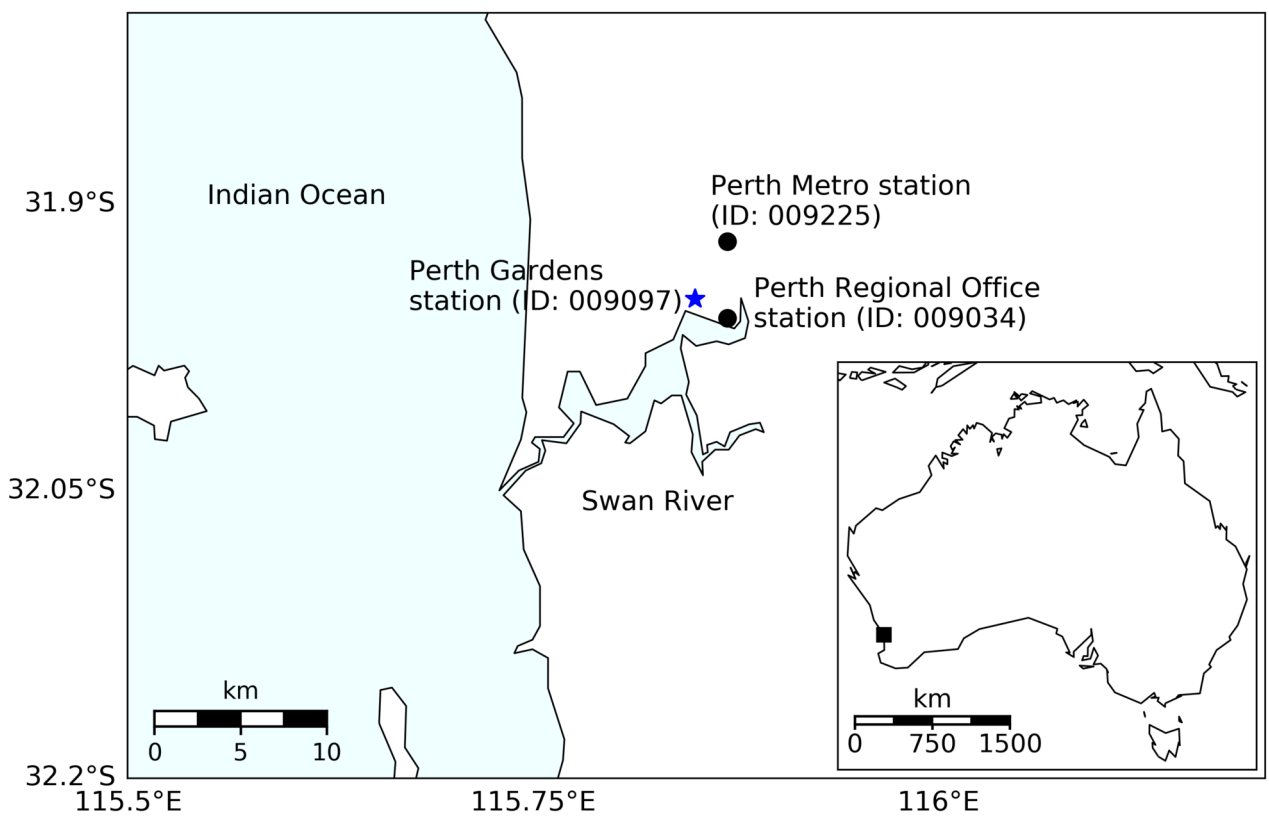 31.9°S
Indian Ocean
Perth Metro station
(ID: 009225)
Perth Gardens
station (ID: 009097)
Perth Regional Office
station (ID: 009034)
32.05°S
Swan River
km
0 5 10
km
0 750 1500
32.2°S
115.5°E 115.75°E 116°E